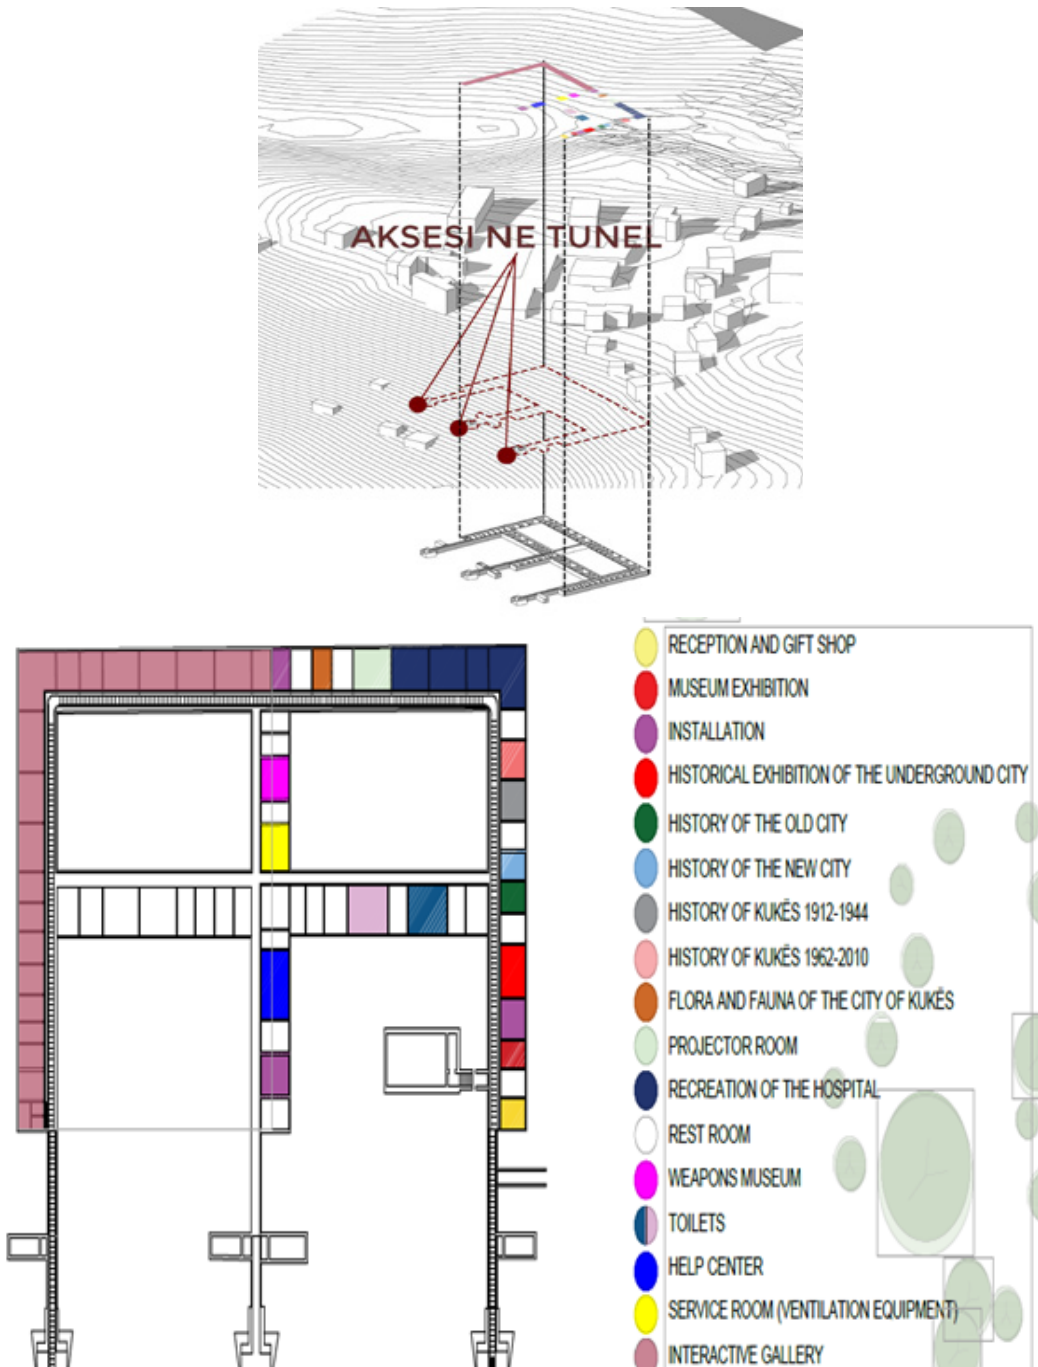 AKSESI NE TUNEL
RECEPTION AND GIFT SHOP
MUSEUM EXHIBITION
INSTALLATION
HISTORICAL EXHIBITION OF THE UNDERGROUND CITY
HISTORY OF THE OLD CITY
HISTORY OF THE NEW CITY
HISTORY OF KUKËS 1912-1944
HISTORY OF KUKËS 1962-2010
FLORA AND FAUNA OF THE CITY OF KUKËS
PROJECTOR ROOM
RECREATION OF THE HOSPITAL
REST ROOM
WEAPONS MUSEUM
TOILETS
HELP CENTER
SERVICE ROOM (VENTILATION EQUIPMENT)
INTERACTIVE GALLERY